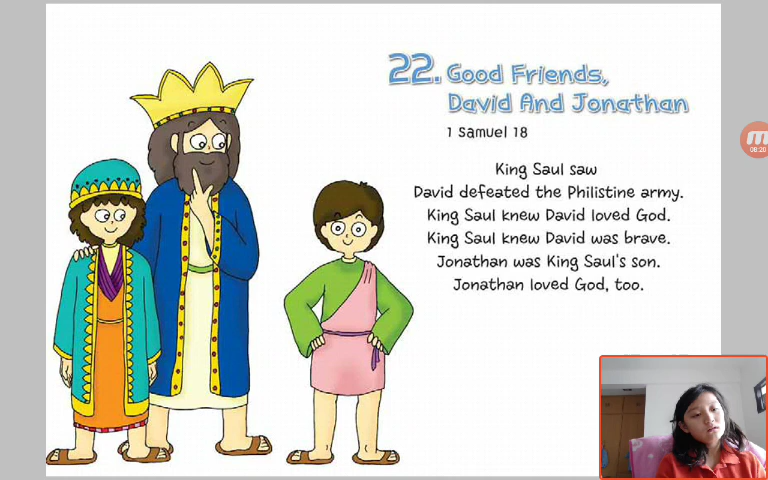 22. Good Friends,
David And Jonathan
1 Samuel 18
King Saul saw
David defeated the Philistine army.
King Saul knew David loved God.
King Saul knew David was brave.
Jonathan was King Saul's son.
Jonathan loved God, too.
08:20